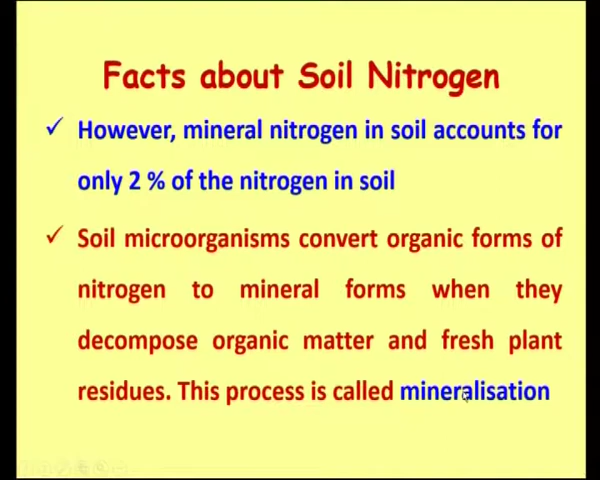 Facts about Soil Nitrogen
✓ However, mineral nitrogen in soil accounts for
only 2 % of the nitrogen in soil
✓ Soil microorganisms convert organic forms of
nitrogen to mineral forms when they
decompose organic matter and fresh plant
residues. This process is called mineralisation